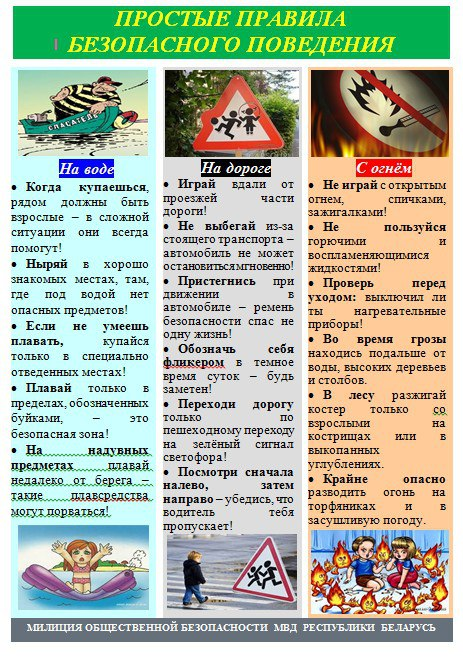 ПРОСТЫЕ ПРАВИЛА
БЕЗОПАСНОГО ПОВЕДЕНИЯ
СПАСАТЕЛЬ
На воде
• Когда купаешься,
рядом должны быть
взрослые – в сложной
ситуации они всегда
помогут!
• Ныряй в хорошо
знакомых местах, там,
где под водой нет
опасных предметов!
• Если не умеешь
плавать, купайся
только в специально
отведенных местах!
• Плавай только в
пределах, обозначенных
буйками, – это
безопасная зона!
• На надувных
предметах плавай
недалеко от берега –
такие плавсредства
могут порваться!
На дороге
• Играй вдали от
проезжей части
дороги!
• Не выбегай из-за
стоящего транспорта –
автомобиль не может
остановиться мгновенно!
• Пристегнись при
движении в
автомобиле – ремень
безопасности спас не
одну жизнь!
• Обозначь себя
фликером в темное
время суток – будь
заметен!
• Переходи дорогу
только по
пешеходному переходу
на зелёный сигнал
светофора!
• Посмотри сначала
налево, затем
направо – убедись, что
водитель тебя
пропускает!
С огнём
• Не играй с открытым
огнем, спичками,
зажигалками!
• Не пользуйся
горючими и
воспламеняющимися
жидкостями!
• Проверь перед
уходом: выключил ли
ты нагревательные
приборы!
• Во время грозы
находись подальше от
воды, высоких деревьев
и столбов.
• В лесу разжигай
костер только со
взрослыми на
кострищах или в
выкопанных
углублениях.
• Крайне опасно
разводить огонь на
торфяниках и в
засушливую погоду.
МИЛИЦИЯ ОБЩЕСТВЕННОЙ БЕЗОПАСНОСТИ МВД РЕСПУБЛИКИ БЕЛАРУСЬ